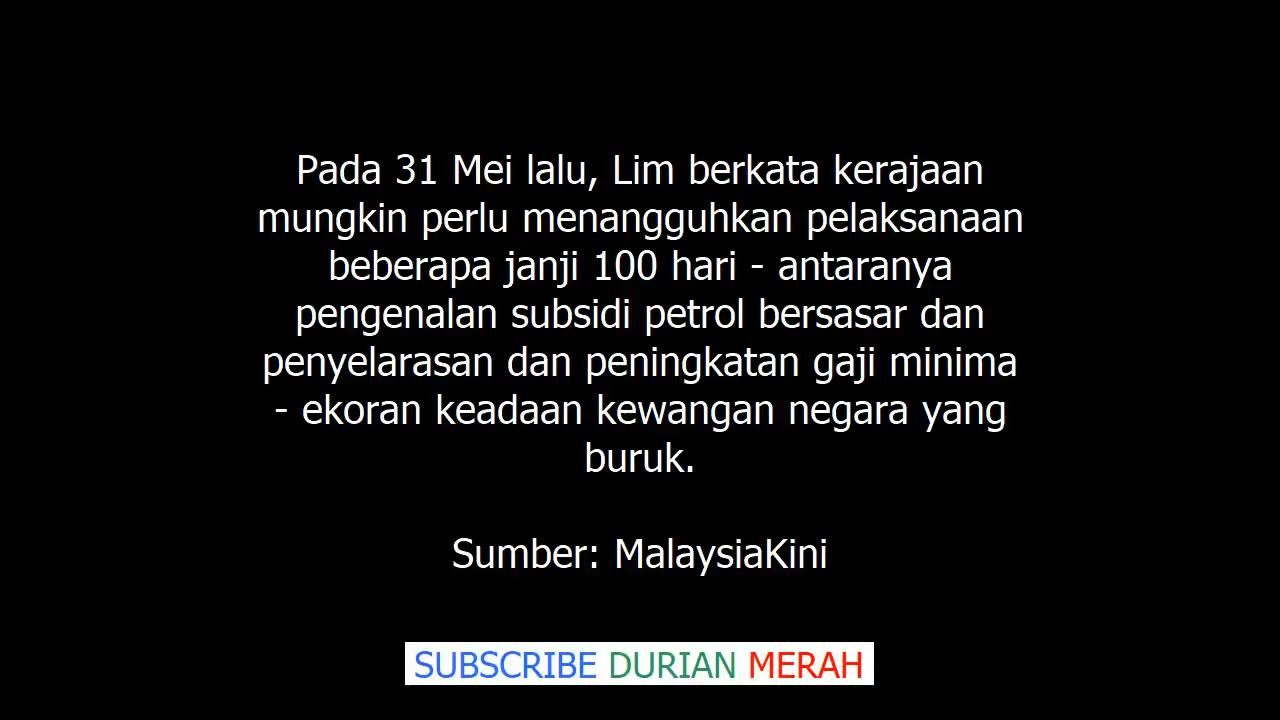 Pada 31 Mei lalu, Lim berkata kerajaan
mungkin perlu menangguhkan pelaksanaan
beberapa janji 100 hari - antaranya
pengenalan subsidi petrol bersasar dan
penyelarasan dan peningkatan gaji minima
- ekoran keadaan kewangan negara yang
buruk.
Sumber: MalaysiaKini
SUBSCRIBE DURIAN MERAH